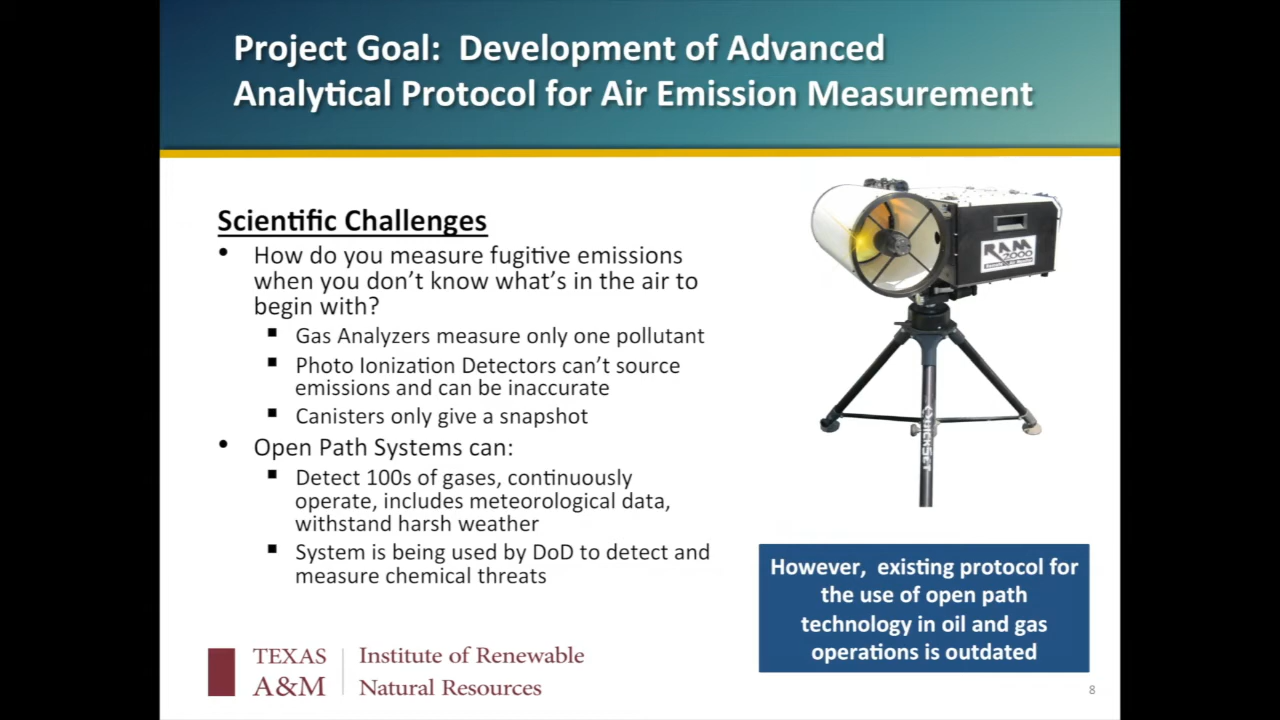 Project Goal:  Development of Advanced
Analytical Protocol for Air Emission Measurement
Scientific Challenges
• How do you measure fugitive emissions
when you don't know what's in the air to
begin with?
▪ Gas Analyzers measure only one pollutant
▪ Photo Ionization Detectors can't source
emissions and can be inaccurate
▪ Canisters only give a snapshot
• Open Path Systems can:
▪ Detect 100s of gases, continuously
operate, includes meteorological data,
withstand harsh weather
▪ System is being used by DoD to detect and
measure chemical threats
RAM
2000
QUICKSET
However,  existing protocol for
the use of open path
technology in oil and gas
operations is outdated
TEXAS
A&M
Institute of Renewable
Natural Resources
8